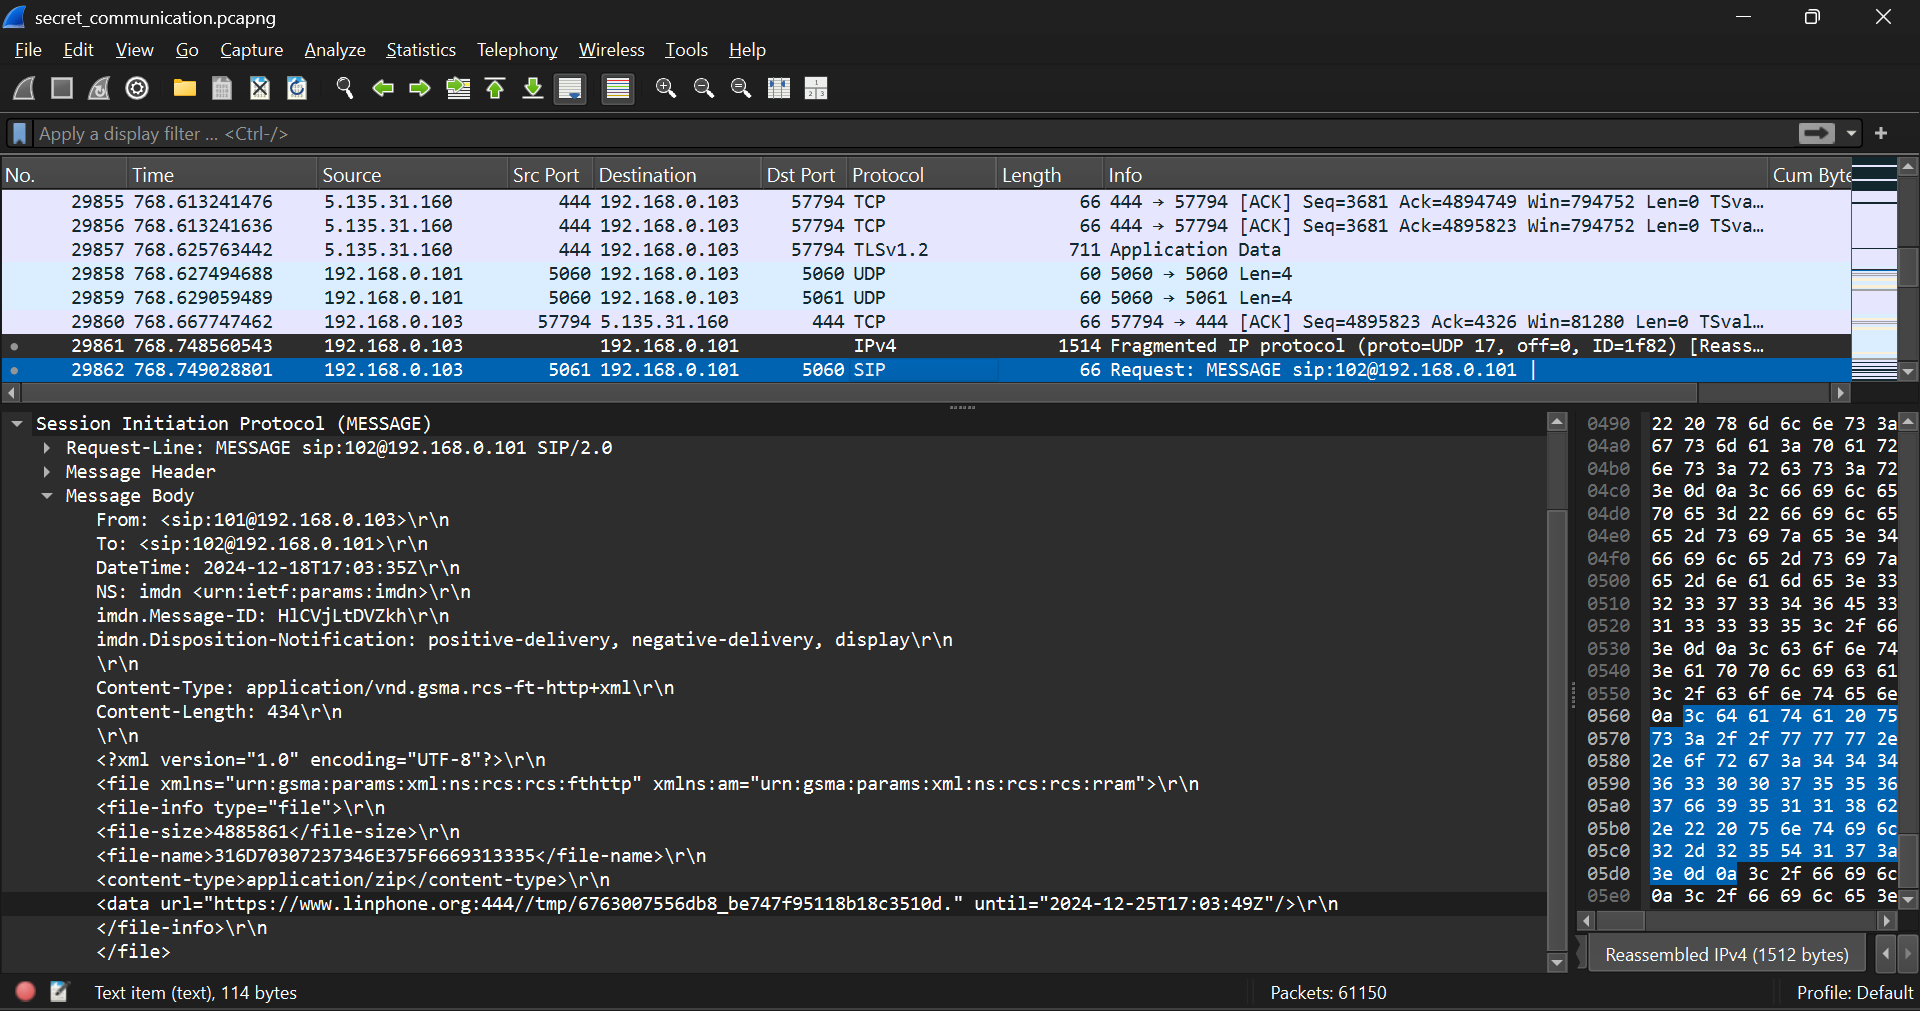 secret_communication.pcapng
File Edit View Go Capture Analyze Statistics Telephony Wireless Tools Help
Apply a display filter ... <Ctrl-/>
No. Time Source Src Port Destination Dst Port Protocol Length Info Cum Byte
29855 768.613241476 5.135.31.160 444 192.168.0.103 57794 TCP 66 444 → 57794 [ACK] Seq=3681 Ack=4894749 Win=794752 Len=0 TSva…
29856 768.613241636 5.135.31.160 444 192.168.0.103 57794 TCP 66 444 → 57794 [ACK] Seq=3681 Ack=4895823 Win=794752 Len=0 TSva…
29857 768.625763442 5.135.31.160 444 192.168.0.103 57794 TLSv1.2 711 Application Data
29858 768.627494688 192.168.0.101 5060 192.168.0.103 5060 UDP 60 5060 → 5060 Len=4
29859 768.629059489 192.168.0.101 5060 192.168.0.103 5061 UDP 60 5060 → 5061 Len=4
29860 768.667747462 192.168.0.103 57794 5.135.31.160 444 TCP 66 57794 → 444 [ACK] Seq=4895823 Ack=4326 Win=81280 Len=0 TSval…
29861 768.748560543 192.168.0.103 192.168.0.101 IPv4 1514 Fragmented IP protocol (proto=UDP 17, off=0, ID=1f82) [Reass…
29862 768.749028801 192.168.0.103 5061 192.168.0.101 5060 SIP 66 Request: MESSAGE sip:102@192.168.0.101 |
Session Initiation Protocol (MESSAGE)
Request-Line: MESSAGE sip:102@192.168.0.101 SIP/2.0
Message Header
Message Body
From: <sip:101@192.168.0.103>\r\n
To: <sip:102@192.168.0.101>\r\n
DateTime: 2024-12-18T17:03:35Z\r\n
NS: imdn <urn:ietf:params:imdn>\r\n
imdn.Message-ID: HlCVjLtDVZkh\r\n
imdn.Disposition-Notification: positive-delivery, negative-delivery, display\r\n
\r\n
Content-Type: application/vnd.gsma.rcs-ft-http+xml\r\n
Content-Length: 434\r\n
\r\n
<?xml version="1.0" encoding="UTF-8"?>\r\n
<file xmlns="urn:gsma:params:xml:ns:rcs:rcs:fthttp" xmlns:am="urn:gsma:params:xml:ns:rcs:rcs:rram">\r\n
<file-info type="file">\r\n
<file-size>4885861</file-size>\r\n
<file-name>316D70307237346E375F6669313335</file-name>\r\n
<content-type>application/zip</content-type>\r\n
<data url="https://www.linphone.org:444//tmp/6763007556db8_be747f95118b18c3510d." until="2024-12-25T17:03:49Z"/>\r\n
</file-info>\r\n
</file>
0490 22 20 78 6d 6c 6e 73 3a
04a0 67 73 6d 61 3a 70 61 72
04b0 6e 73 3a 72 63 73 3a 72
04c0 3e 0d 0a 3c 66 69 6c 65
04d0 70 65 3d 22 66 69 6c 65
04e0 65 2d 73 69 7a 65 3e 34
04f0 66 69 6c 65 2d 73 69 7a
0500 65 2d 6e 61 6d 65 3e 33
0510 32 33 37 33 34 36 45 33
0520 31 33 33 33 35 3c 2f 66
0530 3e 0d 0a 3c 63 6f 6e 74
0540 3e 61 70 70 6c 69 63 61
0550 3c 2f 63 6f 6e 74 65 6e
0560 0a 3c 64 61 74 61 20 75
0570 73 3a 2f 2f 77 77 77 2e
0580 2e 6f 72 67 3a 34 34 34
0590 36 33 30 30 37 35 35 36
05a0 37 66 39 35 31 31 38 62
05b0 2e 22 20 75 6e 74 69 6c
05c0 32 2d 32 35 54 31 37 3a
05d0 3e 0d 0a 3c 2f 66 69 6c
05e0 0a 3c 2f 66 69 6c 65 3e
Reassembled IPv4 (1512 bytes)
Text item (text), 114 bytes
Packets: 61150
Profile: Default